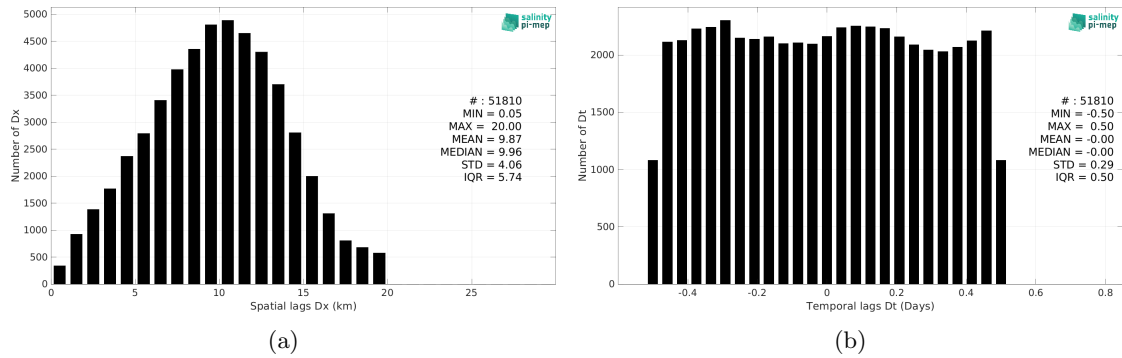 5000
4500
4000
3500
3000
2500
2000
1500
1000
500
0
Number of Dx
salinity
pi-mep
# : 51810
MIN = 0.05
MAX = 20.00
MEAN = 9.87
MEDIAN = 9.96
STD = 4.06
IQR = 5.74
0 5 10 15 20 25
Spatial lags Dx (km)
(a)
2000
1500
1000
500
0
Number of Dt
salinity
pi-mep
# : 51810
MIN = -0.50
MAX = 0.50
MEAN = -0.00
MEDIAN = -0.00
STD = 0.29
IQR = 0.50
-0.4 -0.2 0 0.2 0.4 0.6 0.8
Temporal lags Dt (Days)
(b)